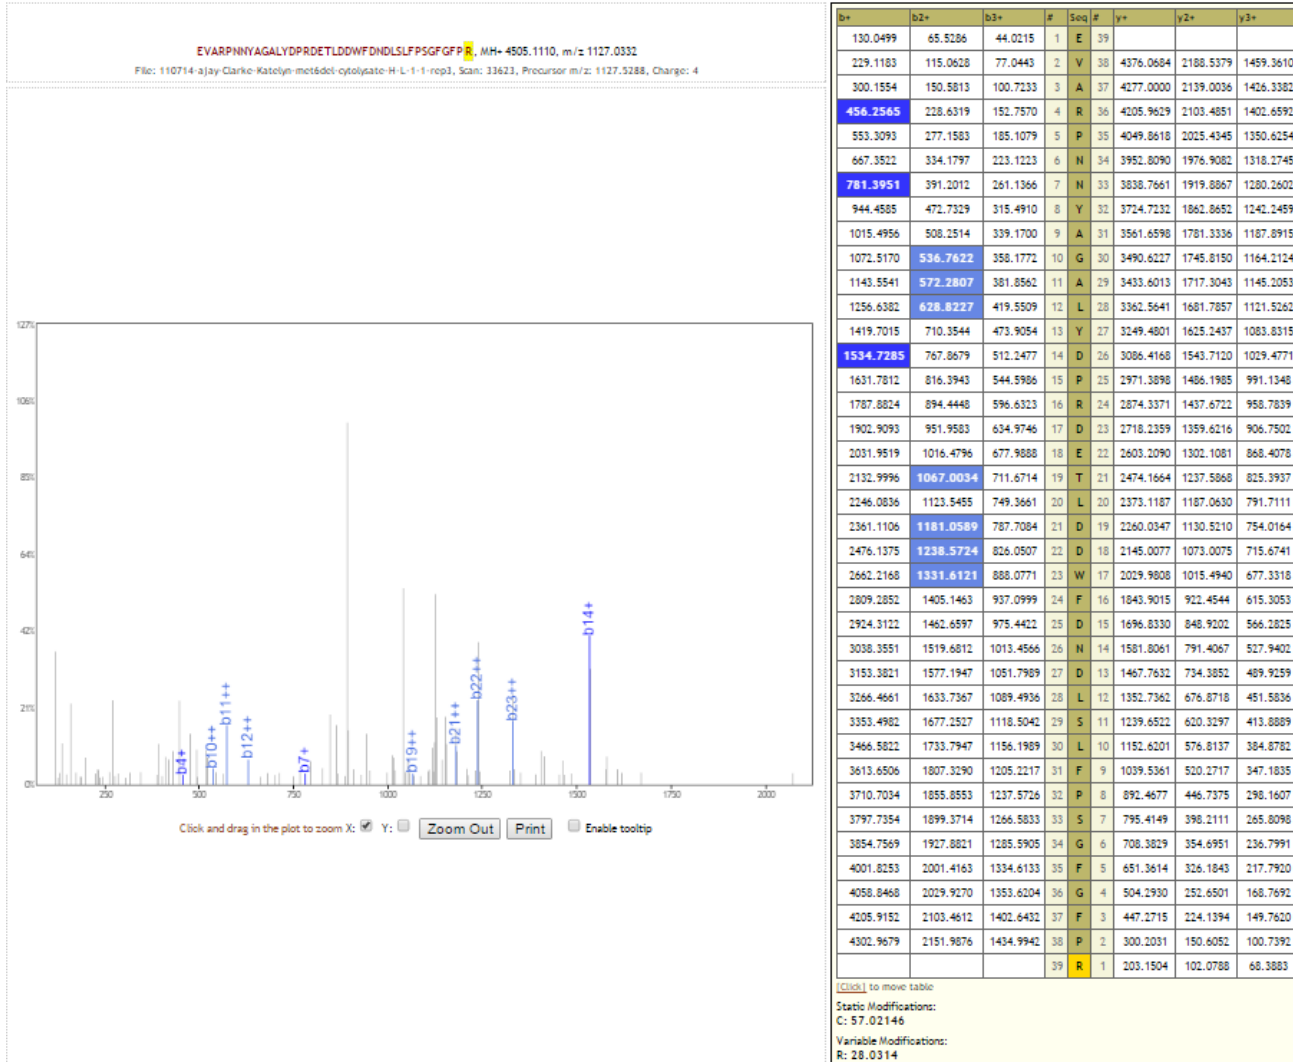 EVARPNNYAGALYDPRDETLDDWFDNDLSLFPSGFGFPR, MH+ 4505.1110, m/z 1127.0332
File: 110714-ajay-Clarke-Katelyn-met6del-cytolysate-H-L-1-1-rep3, Scan: 33623, Precursor m/z: 1127.5288, Charge: 4
127%
106%
85%
64%
42%
21%
0%
b4+
b10++
b11++
b12++
b7+
b19++
b21++
b22++
b23++
b14+
250 500 750 1000 1250 1500 1750 2000
Click and drag in the plot to zoom X: Y: Zoom Out Print Enable tooltip
b+ b2+ b3+ # Seq # y+ y2+ y3+
130.0499 65.5286 44.0215 1 E 39
229.1183 115.0628 77.0443 2 V 38 4376.0684 2188.5379 1459.3610
300.1554 150.5813 100.7233 3 A 37 4277.0000 2139.0036 1426.3382
456.2565 228.6319 152.7570 4 R 36 4205.9629 2103.4851 1402.6592
553.3093 277.1583 185.1079 5 P 35 4049.8618 2025.4345 1350.6254
667.3522 334.1797 223.1223 6 N 34 3952.8090 1976.9082 1318.2745
781.3951 391.2012 261.1366 7 N 33 3838.7661 1919.8867 1280.2602
944.4585 472.7329 315.4910 8 Y 32 3724.7232 1862.8652 1242.2459
1015.4956 508.2514 339.1700 9 A 31 3561.6598 1781.3336 1187.8915
1072.5170 536.7622 358.1772 10 G 30 3490.6227 1745.8150 1164.2124
1143.5541 572.2807 381.8562 11 A 29 3433.6013 1717.3043 1145.2053
1256.6382 628.8227 419.5509 12 L 28 3362.5641 1681.7857 1121.5262
1419.7015 710.3544 473.9054 13 Y 27 3249.4801 1625.2437 1083.8315
1534.7285 767.8679 512.2477 14 D 26 3086.4168 1543.7120 1029.4771
1631.7812 816.3943 544.5986 15 P 25 2971.3898 1486.1985 991.1348
1787.8824 894.4448 596.6323 16 R 24 2874.3371 1437.6722 958.7839
1902.9093 951.9583 634.9746 17 D 23 2718.2359 1359.6216 906.7502
2031.9519 1016.4796 677.9888 18 E 22 2603.2090 1302.1081 868.4078
2132.9996 1067.0034 711.6714 19 T 21 2474.1664 1237.5868 825.3937
2246.0836 1123.5455 749.3661 20 L 20 2373.1187 1187.0630 791.7111
2361.1106 1181.0589 787.7084 21 D 19 2260.0347 1130.5210 754.0164
2476.1375 1238.5724 826.0507 22 D 18 2145.0077 1073.0075 715.6741
2662.2168 1331.6121 888.0771 23 W 17 2029.9808 1015.4940 677.3318
2809.2852 1405.1463 937.0999 24 F 16 1843.9015 922.4544 615.3053
2924.3122 1462.6597 975.4422 25 D 15 1696.8330 848.9202 566.2825
3038.3551 1519.6812 1013.4566 26 N 14 1581.8061 791.4067 527.9402
3153.3821 1577.1947 1051.7989 27 D 13 1467.7632 734.3852 489.9259
3266.4661 1633.7367 1089.4936 28 L 12 1352.7362 676.8718 451.5836
3353.4982 1677.2527 1118.5042 29 S 11 1239.6522 620.3297 413.8889
3466.5822 1733.7947 1156.1989 30 L 10 1152.6201 576.8137 384.8782
3613.6506 1807.3290 1205.2217 31 F 9 1039.5361 520.2717 347.1835
3710.7034 1855.8553 1237.5726 32 P 8 892.4677 446.7375 298.1607
3797.7354 1899.3714 1266.5833 33 S 7 795.4149 398.2111 265.8098
3854.7569 1927.8821 1285.5905 34 G 6 708.3829 354.6951 236.7991
4001.8253 2001.4163 1334.6133 35 F 5 651.3614 326.1843 217.7920
4058.8468 2029.9270 1353.6204 36 G 4 504.2930 252.6501 168.7692
4205.9152 2103.4612 1402.6432 37 F 3 447.2715 224.1394 149.7620
4302.9679 2151.9876 1434.9942 38 P 2 300.2031 150.6052 100.7392
39 R 1 203.1504 102.0788 68.3883
[Click] to move table
Static Modifications:
C: 57.02146
Variable Modifications:
R: 28.0314